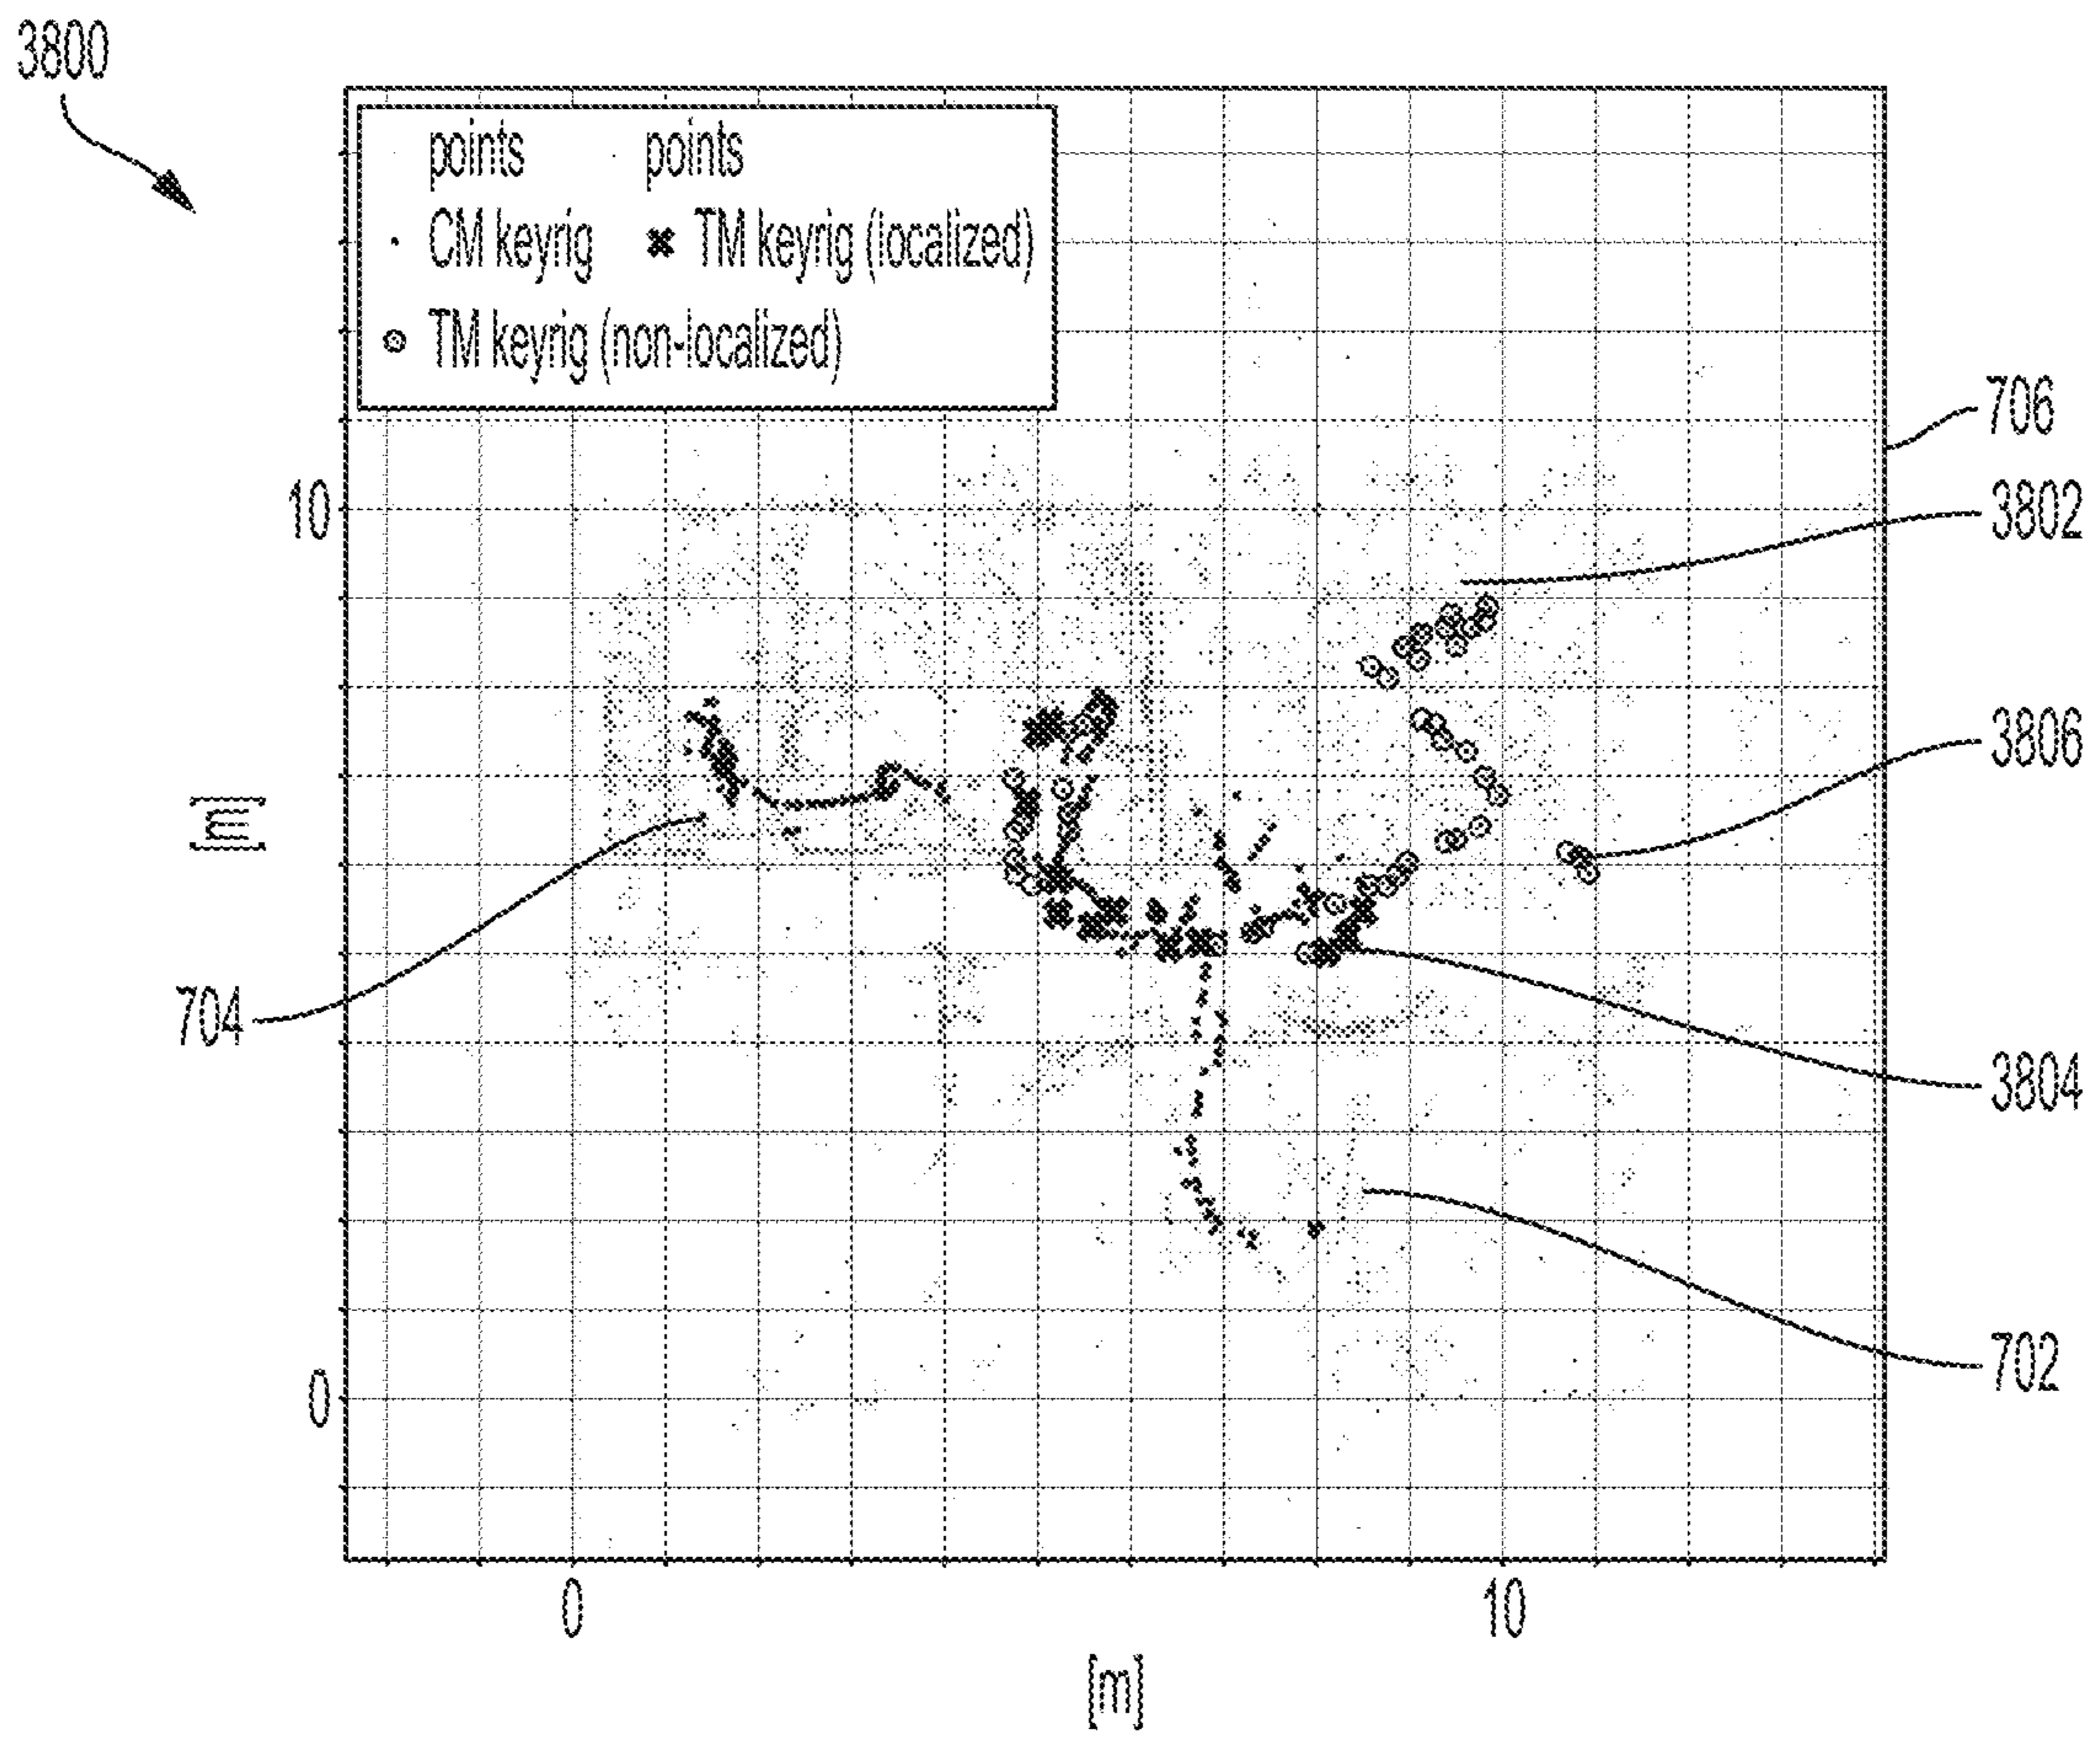 3800
points points
CM keyrig TM keyrig (localized)
TM keyrig (non-localized)
706
10
3802
3806
[m]
704
3804
702
0
0 10
[m]